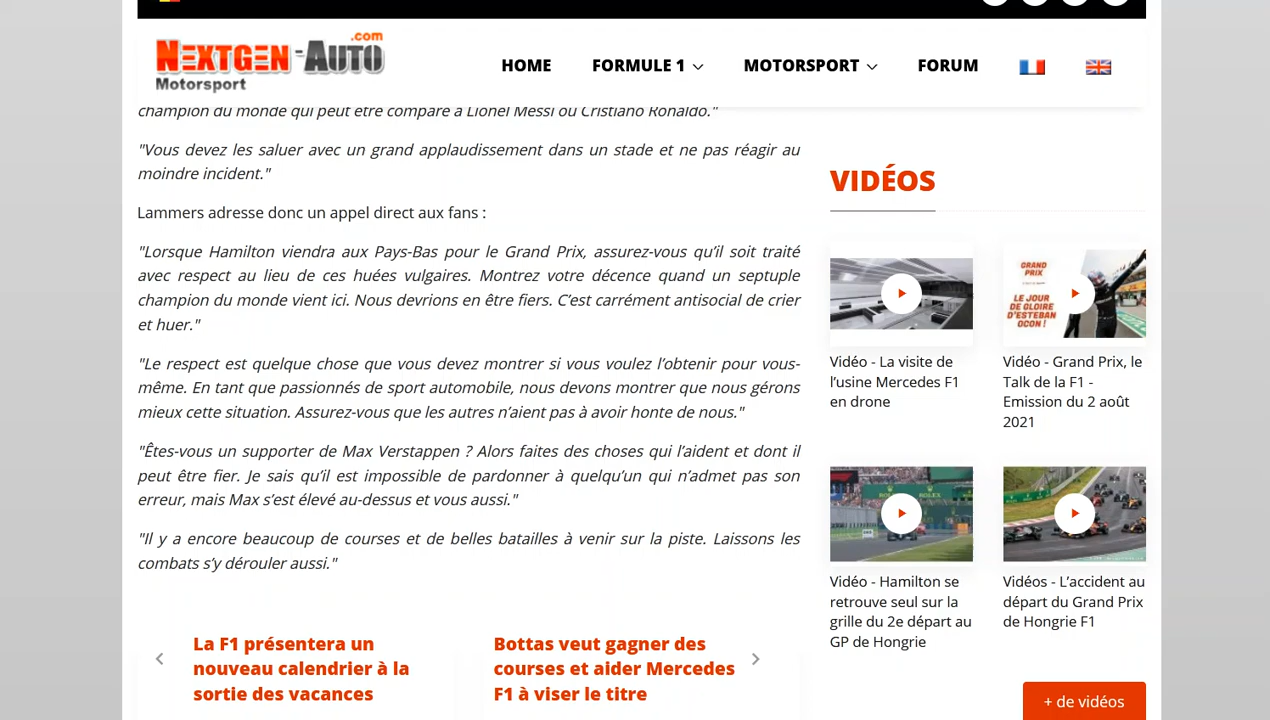 NEXTGEN-AUTO.com
Motorsport
HOME
FORMULE 1
MOTORSPORT
FORUM
champion du monde qui peut être comparé à Lionel Messi ou Cristiano Ronaldo."
"Vous devez les saluer avec un grand applaudissement dans un stade et ne pas réagir au
moindre incident."
Lammers adresse donc un appel direct aux fans :
"Lorsque Hamilton viendra aux Pays-Bas pour le Grand Prix, assurez-vous qu’il soit traité
avec respect au lieu de ces huées vulgaires. Montrez votre décence quand un septuple
champion du monde vient ici. Nous devrions en être fiers. C’est carrément antisocial de crier
et huer."
"Le respect est quelque chose que vous devez montrer si vous voulez l’obtenir pour vous-
même. En tant que passionnés de sport automobile, nous devons montrer que nous gérons
mieux cette situation. Assurez-vous que les autres n’aient pas à avoir honte de nous."
"Êtes-vous un supporter de Max Verstappen ? Alors faites des choses qui l’aident et dont il
peut être fier. Je sais qu’il est impossible de pardonner à quelqu’un qui n’admet pas son
erreur, mais Max s’est élevé au-dessus et vous aussi."
"Il y a encore beaucoup de courses et de belles batailles à venir sur la piste. Laissons les
combats s’y dérouler aussi."
La F1 présentera un
nouveau calendrier à la
sortie des vacances
Bottas veut gagner des
courses et aider Mercedes
F1 à viser le titre
VIDÉOS
GRAND
PRIX
LE JOUR
DE GLOIRE
D’ESTEBAN
OCON !
Vidéo - La visite de
l’usine Mercedes F1
en drone
Vidéo - Grand Prix, le
Talk de la F1 -
Emission du 2 août
2021
ROLEX
Vidéo - Hamilton se
retrouve seul sur la
grille du 2e départ au
GP de Hongrie
Vidéos - L’accident au
départ du Grand Prix
de Hongrie F1
+ de vidéos